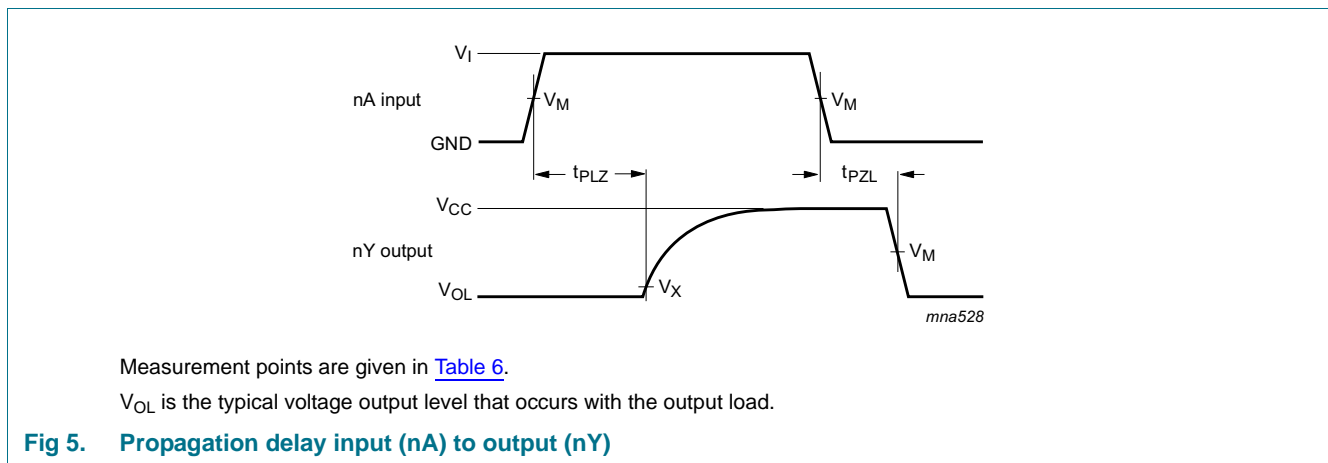 VI
nA input
VM
VM
GND
tPLZ
tPZL
VCC
nY output
VM
VOL
VX
mna528
Measurement points are given in Table 6.
VOL is the typical voltage output level that occurs with the output load.
Fig 5. Propagation delay input (nA) to output (nY)